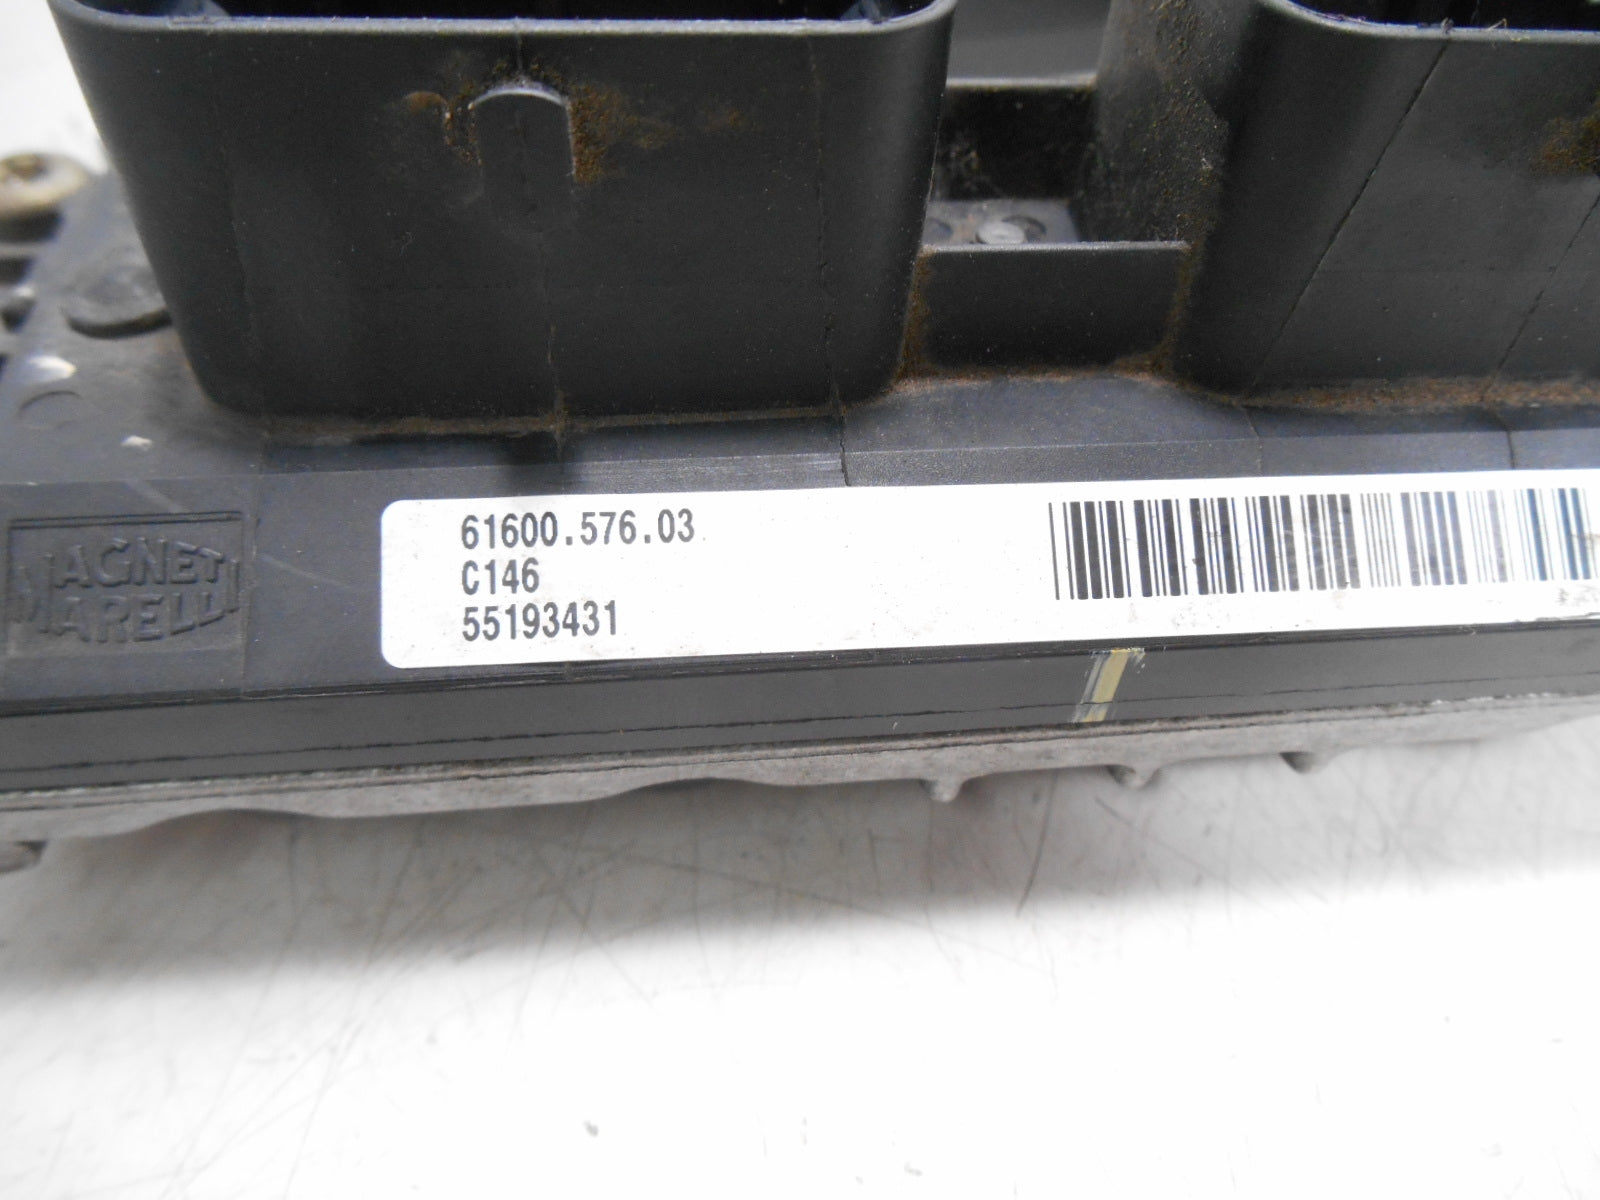 MAGNETI
MARELLI
61600.576.03
C146
55193431